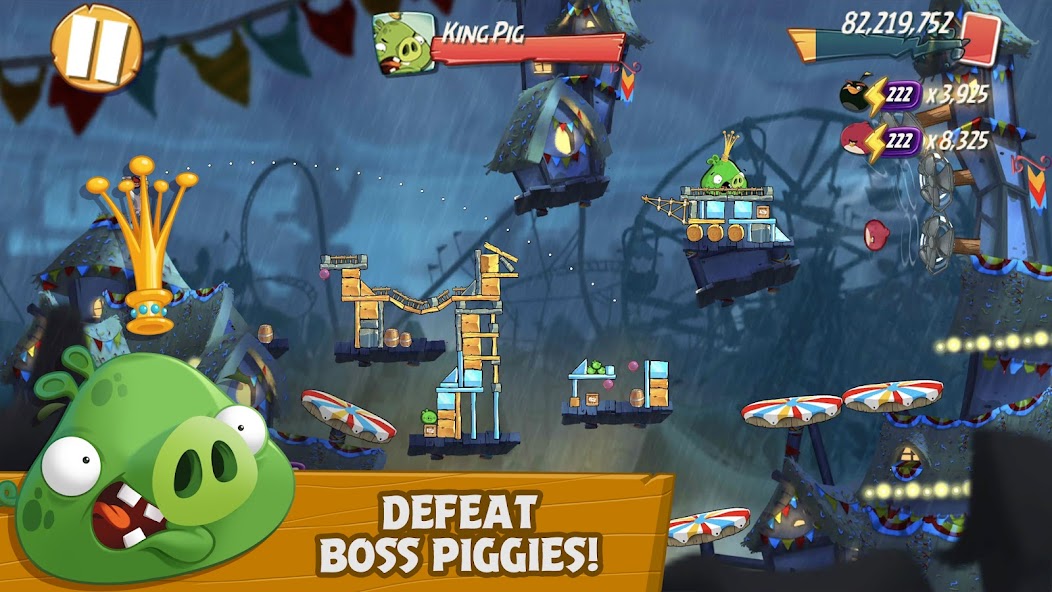 KING PIG
82,219,752
222 x 3,925
222 x 8,325
DEFEAT
BOSS PIGGIES!